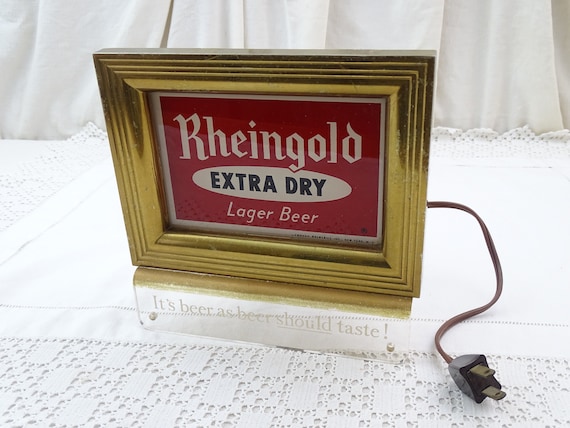 Rheingold
EXTRA DRY
Lager Beer
It's beer as beer should taste!